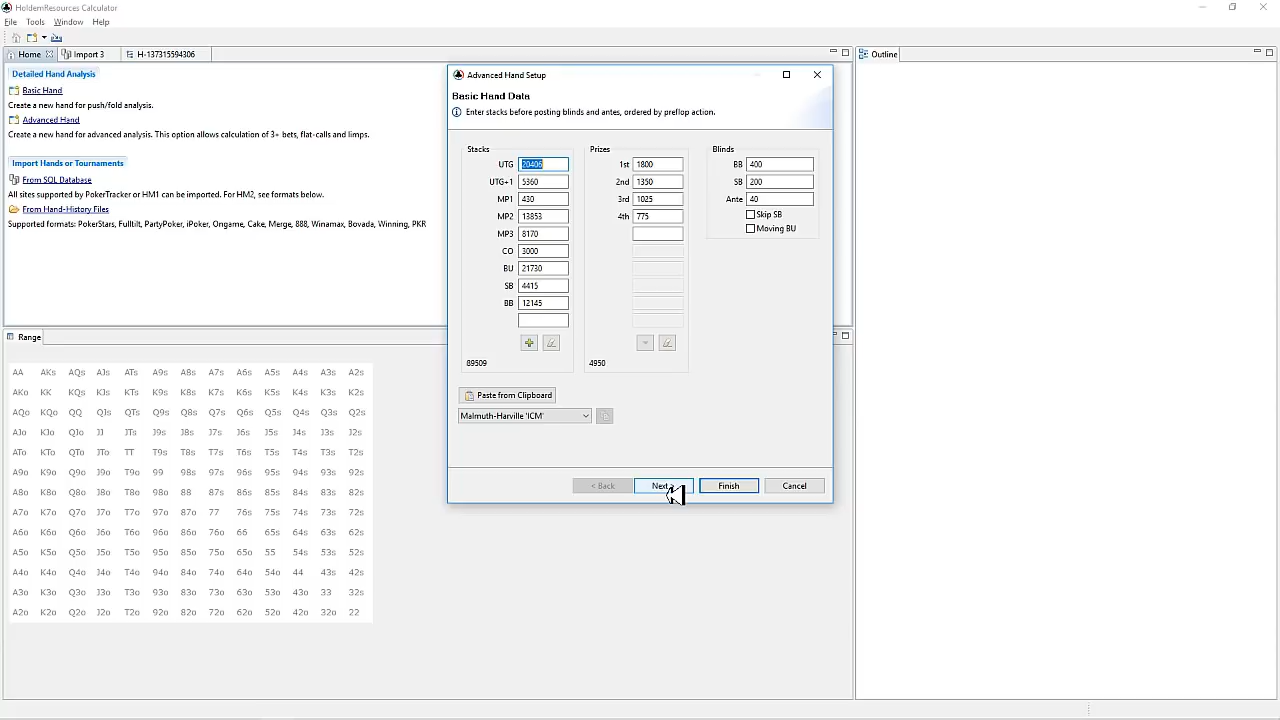 HoldemResources Calculator
File Tools Window Help
Home Import 3 H-137315594306
Detailed Hand Analysis
Basic Hand
Create a new hand for push/fold analysis.
Advanced Hand
Create a new hand for advanced analysis. This option allows calculation of 3+ bets, flat-calls and limps.
Import Hands or Tournaments
From SQL Database
All sites supported by PokerTracker or HM1 can be imported. For HM2, see formats below.
From Hand-History Files
Supported formats: PokerStars, Fulltilt, PartyPoker, iPoker, Ongame, Cake, Merge, 888, Winamax, Bovada, Winning, PKR
Range
AA AKs AQs AJs ATs A9s A8s A7s A6s A5s A4s A3s A2s
AKo KK KQs KJs KTs K9s K8s K7s K6s K5s K4s K3s K2s
AQo KQo QQ QJs QTs Q9s Q8s Q7s Q6s Q5s Q4s Q3s Q2s
AJo KJo QJo JJ JTs J9s J8s J7s J6s J5s J4s J3s J2s
ATo KTo QTo JTo TT T9s T8s T7s T6s T5s T4s T3s T2s
A9o K9o Q9o J9o T9o 99 98s 97s 96s 95s 94s 93s 92s
A8o K8o Q8o J8o T8o 98o 88 87s 86s 85s 84s 83s 82s
A7o K7o Q7o J7o T7o 97o 87o 77 76s 75s 74s 73s 72s
A6o K6o Q6o J6o T6o 96o 86o 76o 66 65s 64s 63s 62s
A5o K5o Q5o J5o T5o 95o 85o 75o 65o 55 54s 53s 52s
A4o K4o Q4o J4o T4o 94o 84o 74o 64o 54o 44 43s 42s
A3o K3o Q3o J3o T3o 93o 83o 73o 63o 53o 43o 33 32s
A2o K2o Q2o J2o T2o 92o 82o 72o 62o 52o 42o 32o 22
Advanced Hand Setup
Basic Hand Data
Enter stacks before posting blinds and antes, ordered by preflop action.
Stacks Prizes Blinds
UTG 20406 1st 1800 BB 400
UTG+1 5360 2nd 1350 SB 200
MP1 430 3rd 1025 Ante 40
MP2 13853 4th 775 Skip SB
MP3 8170 Moving BU
CO 3000
BU 21730
SB 4415
BB 12145
89509 4950
Paste from Clipboard
Malmuth-Harville 'ICM'
< Back Next > Finish Cancel
Outline